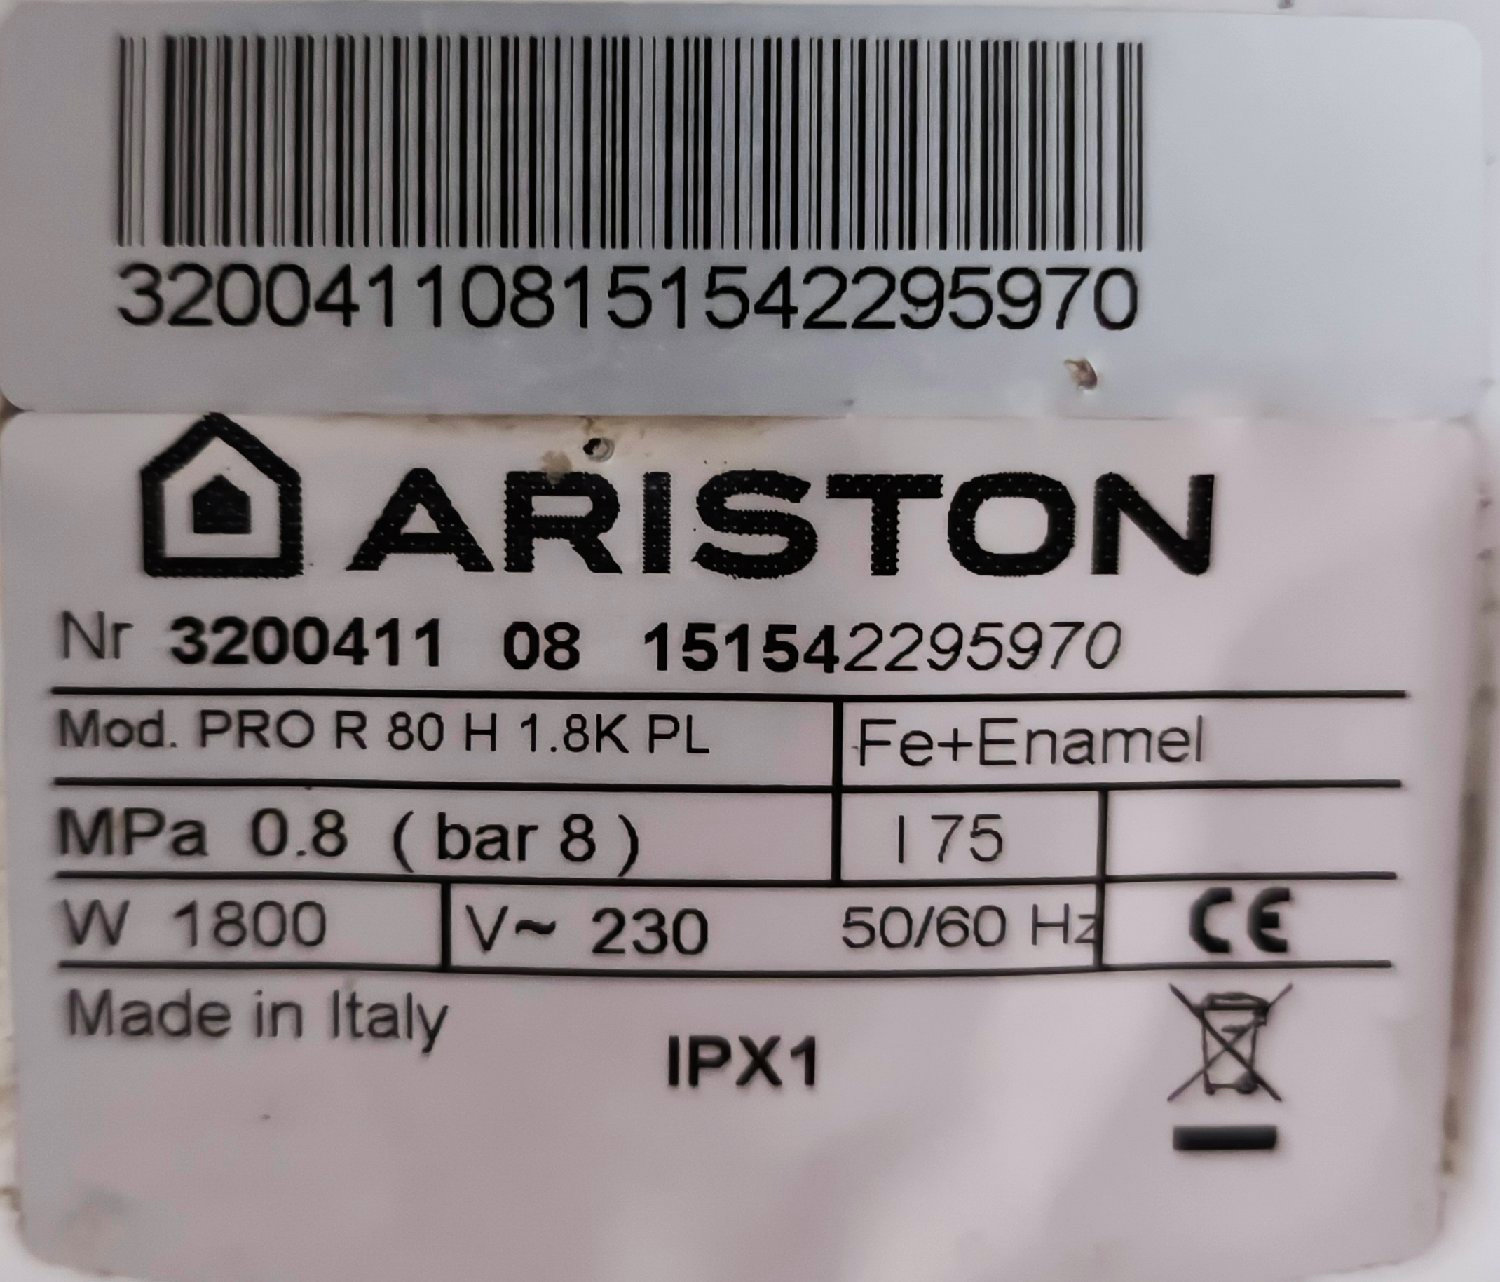 3200411081515422295970
ARISTON
Nr 3200411 08 151542295970
Mod. PRO R 80 H 1.8K PL Fe+Enamel
MPa 0.8 ( bar 8 ) l 75
W 1800 V~ 230 50/60 Hz CE
Made in Italy
IPX1